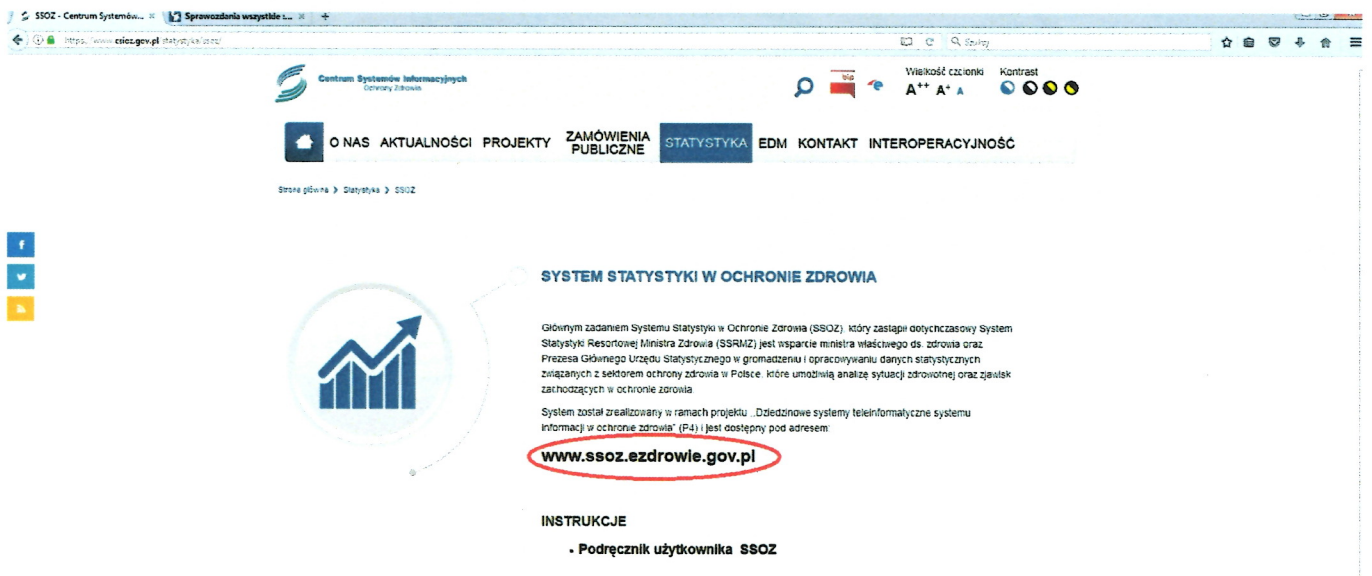 SSOZ - Centrum Systemów...
Sprawozdania wszystkie :...
csioz.gov.pl
Szukaj
Centrum Systemów Informacyjnych
Ochrony Zdrowia
bip
Wielkość czcionki Kontrast
A++ A+ A
O NAS AKTUALNOŚCI PROJEKTY ZAMÓWIENIA PUBLICZNE STATYSTYKA EDM KONTAKT INTEROPERACYJNOŚĆ
Strona główna > Statystyka > SSOZ
SYSTEM STATYSTYKI W OCHRONIE ZDROWIA
Głównym zadaniem Systemu Statystyki w Ochronie Zdrowia (SSOZ), który zastąpił dotychczasowy System
Statystyki Resortowej Ministra Zdrowia (SSRMZ) jest wsparcie ministra właściwego ds. zdrowia oraz
Prezesa Głównego Urzędu Statystycznego w gromadzeniu i opracowywaniu danych statystycznych
związanych z sektorem ochrony zdrowia w Polsce, które umożliwią analizę sytuacji zdrowotnej oraz zjawisk
zachodzących w ochronie zdrowia
System został zrealizowany w ramach projektu „Dziedzinowe systemy teleinformatyczne systemu
informacji w ochronie zdrowia" (P4) i jest dostępny pod adresem:
www.ssoz.ezdrowie.gov.pl
INSTRUKCJE
• Podręcznik użytkownika SSOZ